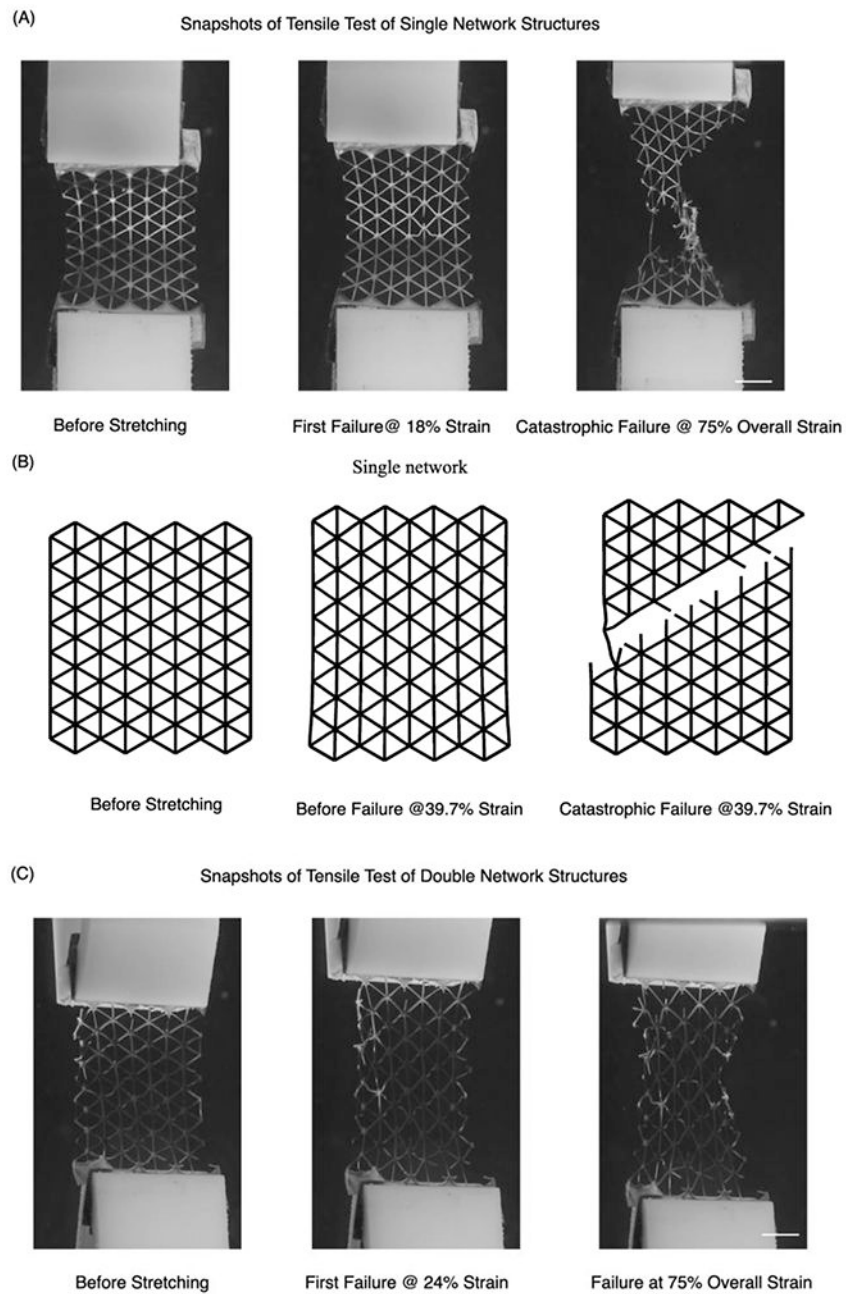 (A)
Snapshots of Tensile Test of Single Network Structures
Before Stretching
First Failure@ 18% Strain
Catastrophic Failure @ 75% Overall Strain
(B)
Single network
Before Stretching
Before Failure @39.7% Strain
Catastrophic Failure @39.7% Strain
(C)
Snapshots of Tensile Test of Double Network Structures
Before Stretching
First Failure @ 24% Strain
Failure at 75% Overall Strain